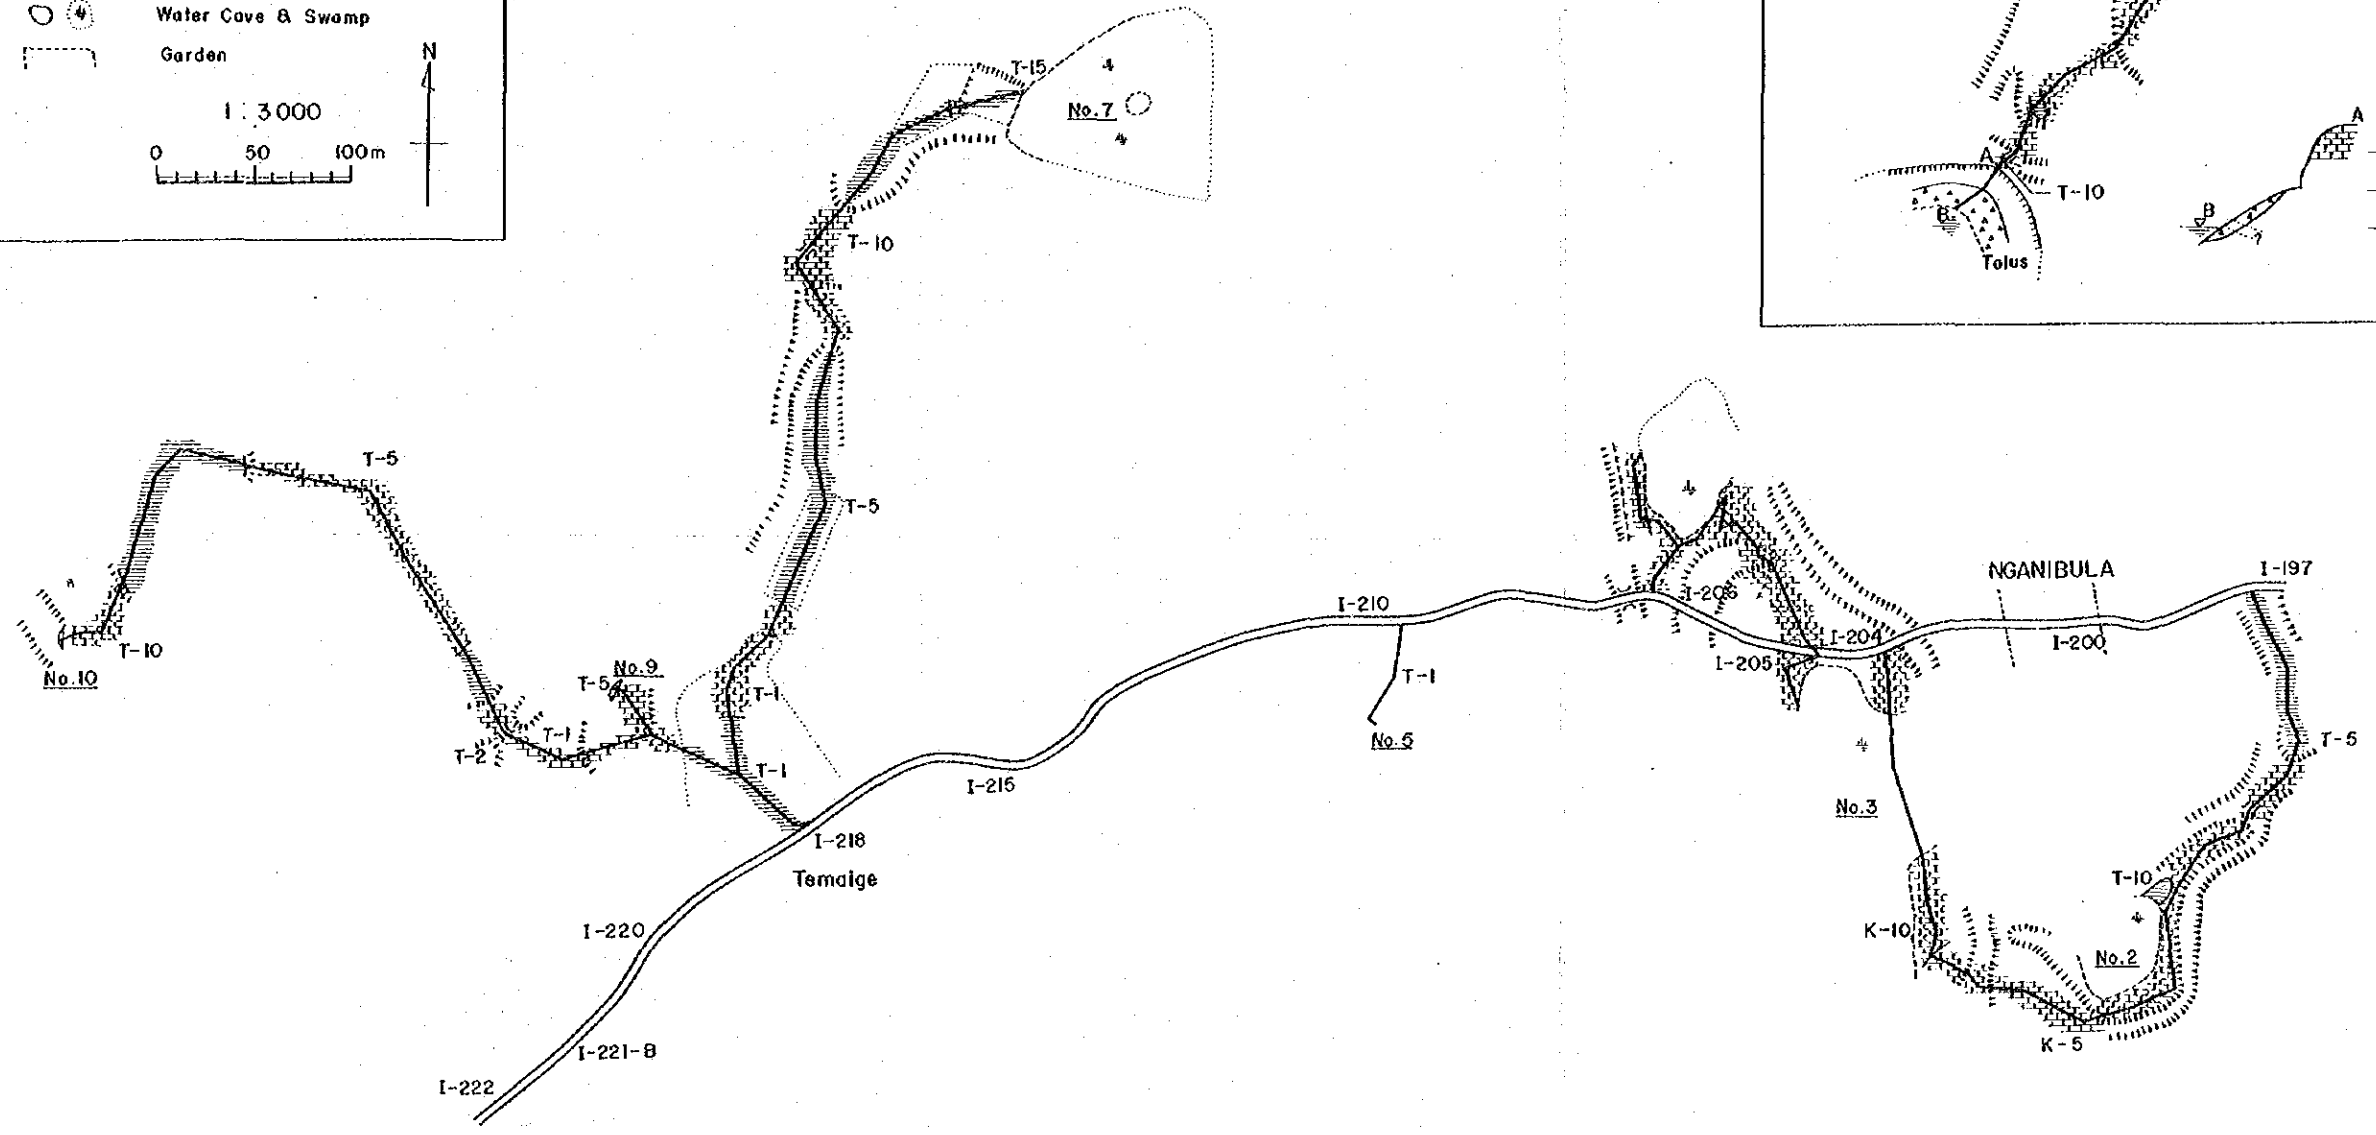 Water Cave & Swamp
Garden
N
1 : 3 000
0 50 100m
T-15
No.7
T-10
T-5
T-1
T-1
T-5
T-10
No.10
No.9
T-5
T-1
T-2
I-218
Temaige
I-220
I-221-8
I-222
I-215
I-210
T-1
No.5
I-206
I-205
I-204
NGANIBULA
I-200
I-197
No.3
T-5
T-10
No.2
K-10
K-5
A
T-10
B
Talus
A
B
?